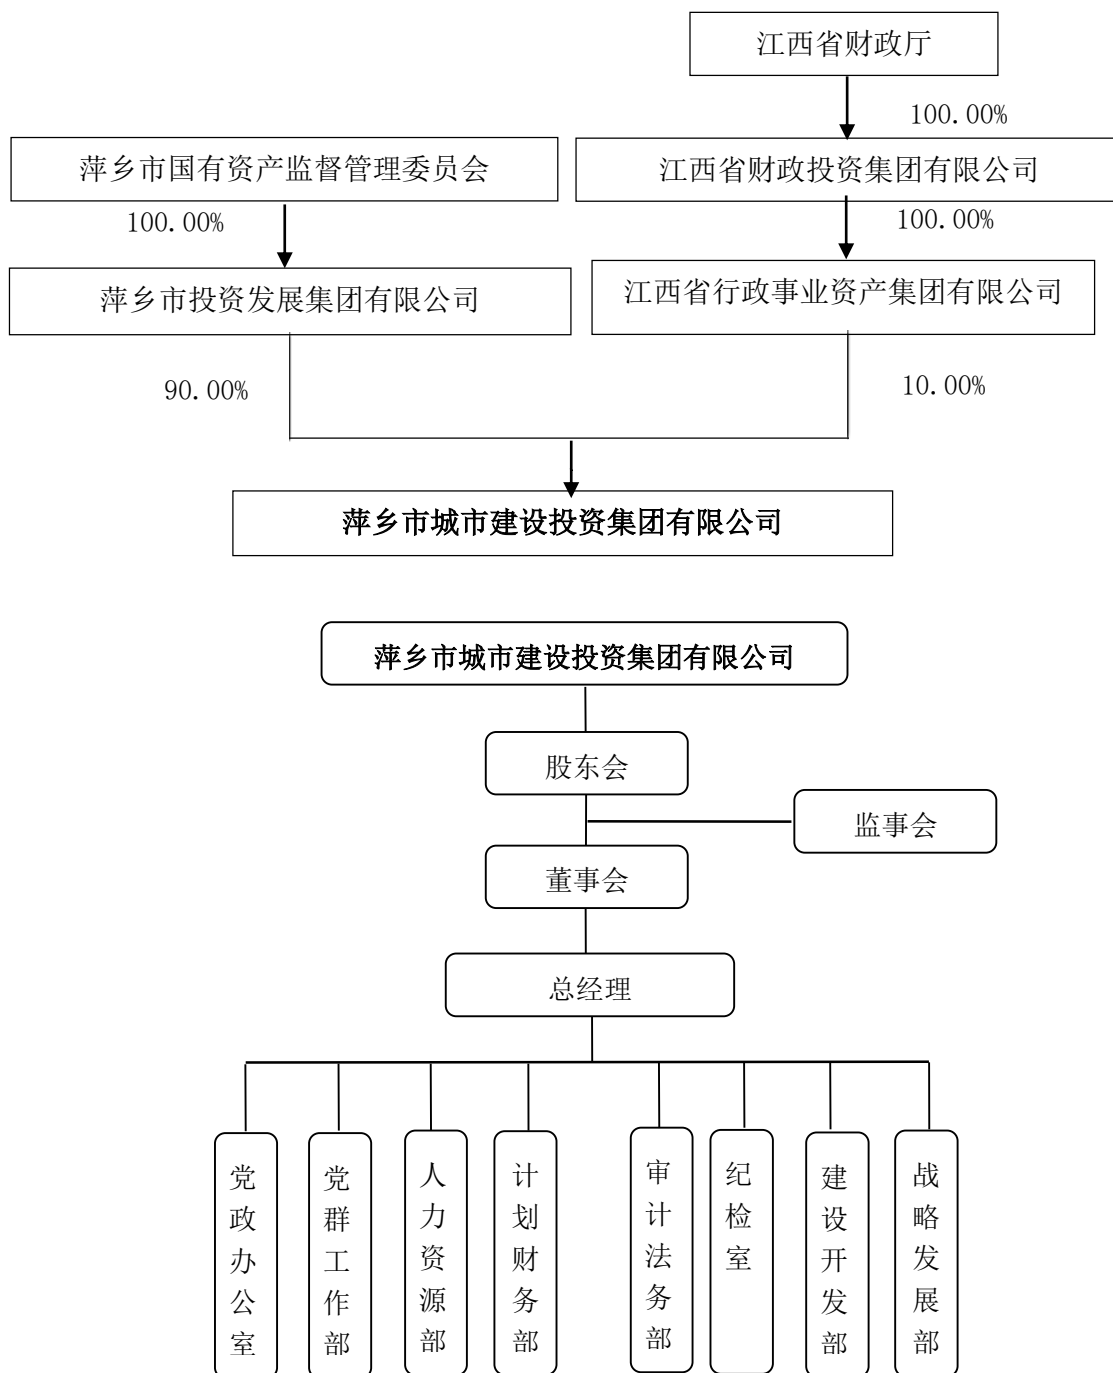 江西省财政厅
100.00%
萍乡市国有资产监督管理委员会
江西省财政投资集团有限公司
100.00%
100.00%
萍乡市投资发展集团有限公司
江西省行政事业资产集团有限公司
90.00%
10.00%
萍乡市城市建设投资集团有限公司
萍乡市城市建设投资集团有限公司
股东会
监事会
董事会
总经理
党政办公室
党群工作部
人力资源部
计划财务部
审计法务部
纪检室
建设开发部
战略发展部